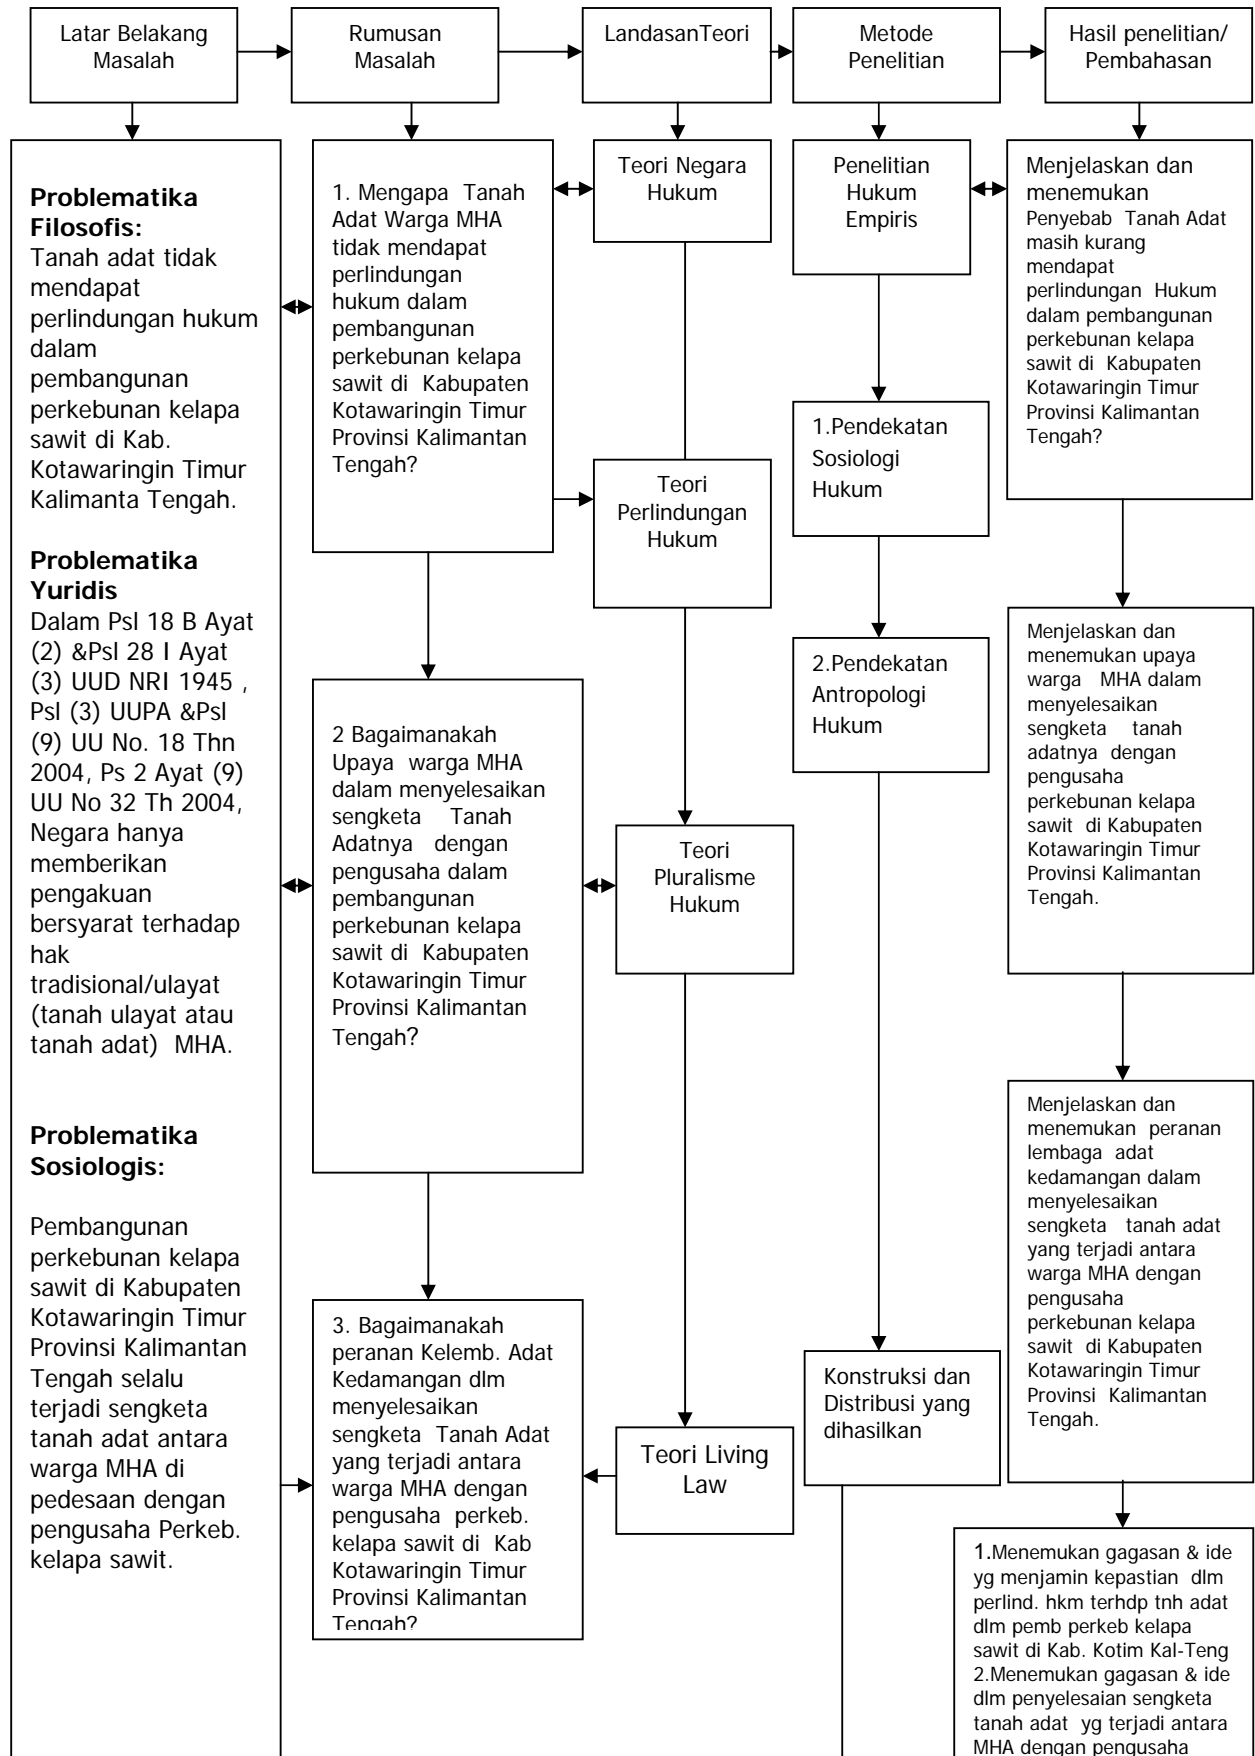 Latar Belakang
Masalah
Rumusan
Masalah
LandasanTeori
Metode
Penelitian
Hasil penelitian/
Pembahasan
Problematika
Filosofis:
Tanah adat tidak
mendapat
perlindungan hukum
dalam
pembangunan
perkebunan kelapa
sawit di Kab.
Kotawaringin Timur
Kalimanta Tengah.
Problematika
Yuridis
Dalam Psl 18 B Ayat
(2) &Psl 28 I Ayat
(3) UUD NRI 1945 ,
Psl (3) UUPA &Psl
(9) UU No. 18 Thn
2004, Ps 2 Ayat (9)
UU No 32 Th 2004,
Negara hanya
memberikan
pengakuan
bersyarat terhadap
hak
tradisional/ulayat
(tanah ulayat atau
tanah adat) MHA.
Problematika
Sosiologis:
Pembangunan
perkebunan kelapa
sawit di Kabupaten
Kotawaringin Timur
Provinsi Kalimantan
Tengah selalu
terjadi sengketa
tanah adat antara
warga MHA di
pedesaan dengan
pengusaha Perkeb.
kelapa sawit.
1. Mengapa Tanah
Adat Warga MHA
tidak mendapat
perlindungan
hukum dalam
pembangunan
perkebunan kelapa
sawit di Kabupaten
Kotawaringin Timur
Provinsi Kalimantan
Tengah?
2 Bagaimanakah
Upaya warga MHA
dalam menyelesaikan
sengketa Tanah
Adatnya dengan
pengusaha dalam
pembangunan
perkebunan kelapa
sawit di Kabupaten
Kotawaringin Timur
Provinsi Kalimantan
Tengah?
3. Bagaimanakah
peranan Kelemb. Adat
Kedamangan dlm
menyelesaikan
sengketa Tanah Adat
yang terjadi antara
warga MHA dengan
pengusaha perkeb.
kelapa sawit di Kab
Kotawaringin Timur
Provinsi Kalimantan
Tengah?
Teori Negara
Hukum
Teori
Perlindungan
Hukum
Teori
Pluralisme
Hukum
Teori Living
Law
Penelitian
Hukum
Empiris
1.Pendekatan
Sosiologi
Hukum
2.Pendekatan
Antropologi
Hukum
Konstruksi dan
Distribusi yang
dihasilkan
Menjelaskan dan
menemukan
Penyebab Tanah Adat
masih kurang
mendapat
perlindungan Hukum
dalam pembangunan
perkebunan kelapa
sawit di Kabupaten
Kotawaringin Timur
Provinsi Kalimantan
Tengah?
Menjelaskan dan
menemukan upaya
warga MHA dalam
menyelesaikan
sengketa tanah
adatnya dengan
pengusaha
perkebunan kelapa
sawit di Kabupaten
Kotawaringin Timur
Provinsi Kalimantan
Tengah.
Menjelaskan dan
menemukan peranan
lembaga adat
kedamangan dalam
menyelesaikan
sengketa tanah adat
yang terjadi antara
warga MHA dengan
pengusaha
perkebunan kelapa
sawit di Kabupaten
Kotawaringin Timur
Provinsi Kalimantan
Tengah.
1.Menemukan gagasan & ide
yg menjamin kepastian dlm
perlind. hkm terhdp tnh adat
dlm pemb perkeb kelapa
sawit di Kab. Kotim Kal-Teng
2.Menemukan gagasan & ide
dlm penyelesaian sengketa
tanah adat yg terjadi antara
MHA dengan pengusaha